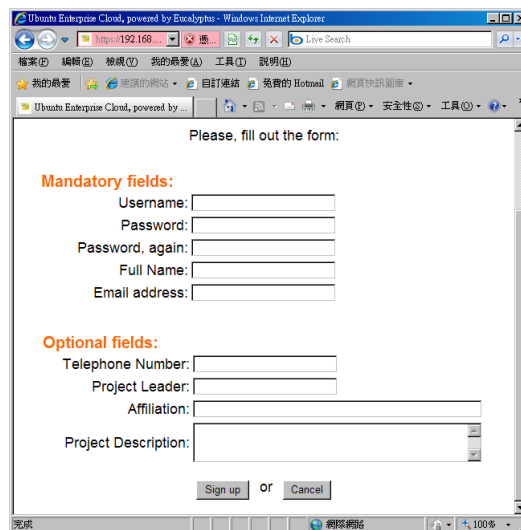 Ubuntu Enterprise Cloud, powered by Eucalyptus - Windows Internet Explorer
https://192.168.... 憑... Live Search
檔案(F) 編輯(E) 檢視(V) 我的最愛(A) 工具(T) 說明(H)
我的最愛 建議的網站 自訂連結 免費的 Hotmail 網頁快訊圖庫
Ubuntu Enterprise Cloud, powered by ... 網頁(P) 安全性(S) 工具(O)
Please, fill out the form:
Mandatory fields:
Username:
Password:
Password, again:
Full Name:
Email address:
Optional fields:
Telephone Number:
Project Leader:
Affiliation:
Project Description:
Sign up or Cancel
完成 網際網路 100%